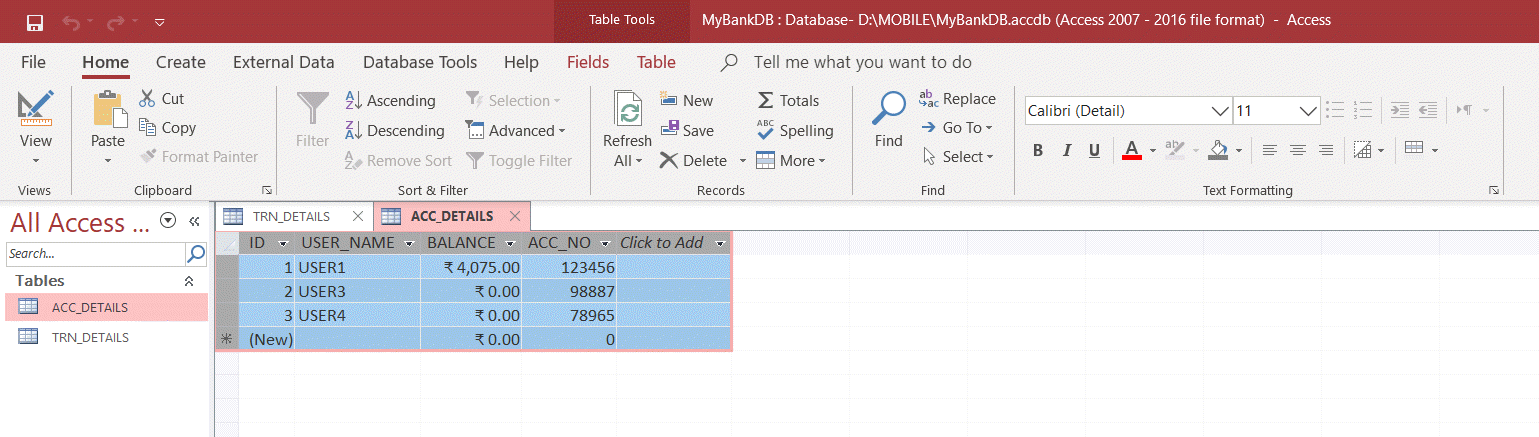 Table Tools MyBankDB : Database- D:\MOBILE\MyBankDB.accdb (Access 2007 - 2016 file format) - Access
File Home Create External Data Database Tools Help Fields Table Tell me what you want to do
View
Views
Paste
Cut
Copy
Format Painter
Clipboard
Filter
Ascending
Descending
Remove Sort
Selection
Advanced
Toggle Filter
Sort & Filter
Refresh
All
New
Save
Delete
Totals
Spelling
More
Records
Find
Replace
Go To
Select
Find
Calibri (Detail) 11
B I U A
Text Formatting
All Access ...
Search...
Tables
ACC_DETAILS
TRN_DETAILS
TRN_DETAILS ACC_DETAILS
ID USER_NAME BALANCE ACC_NO Click to Add
1 USER1 ₹ 4,075.00 123456
2 USER3 ₹ 0.00 98887
3 USER4 ₹ 0.00 78965
(New) ₹ 0.00 0